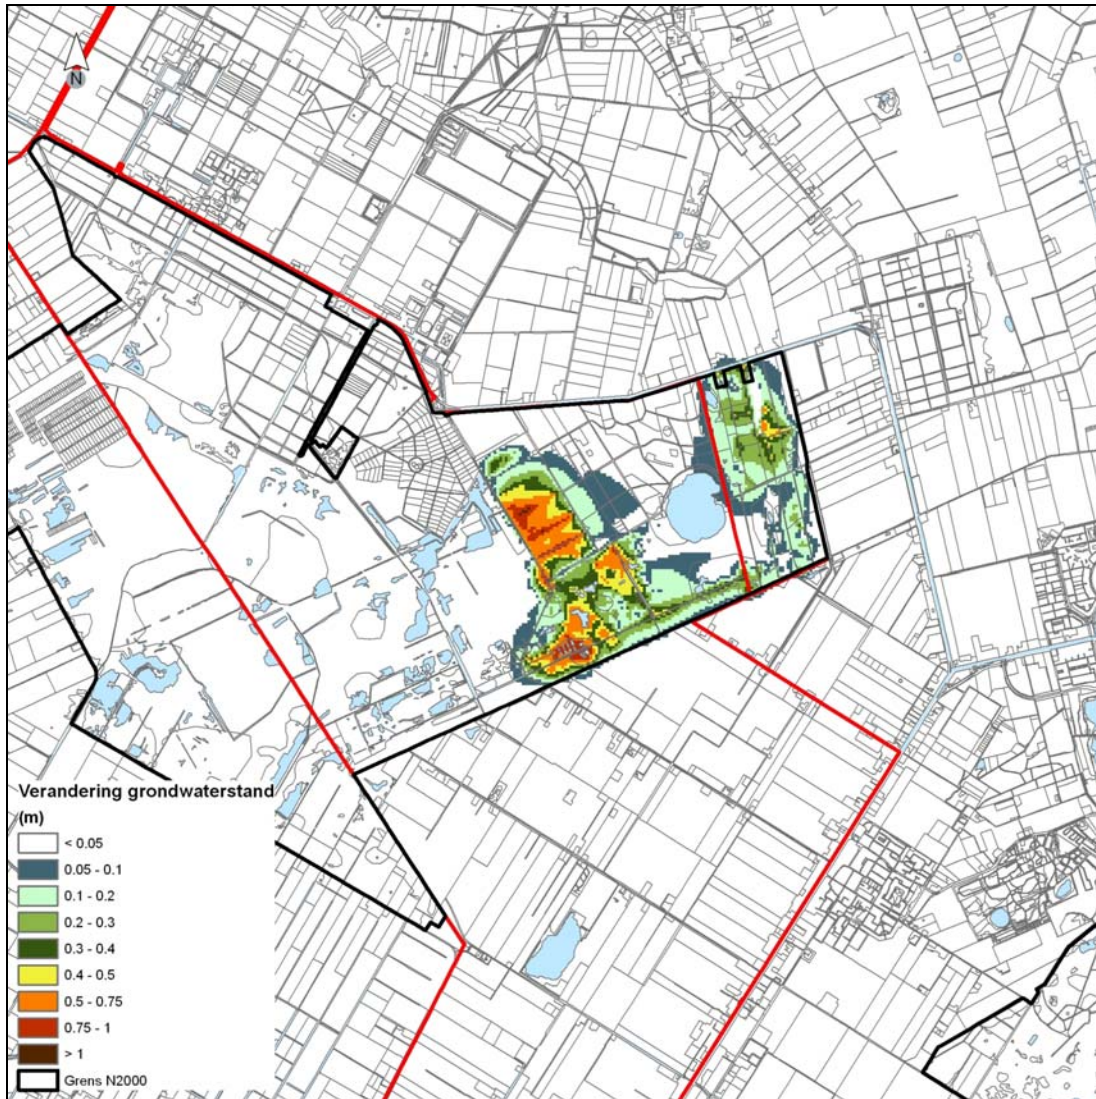 N
Verandering grondwaterstand
(m)
< 0.05
0.05 - 0.1
0.1 - 0.2
0.2 - 0.3
0.3 - 0.4
0.4 - 0.5
0.5 - 0.75
0.75 - 1
> 1
Grens N2000